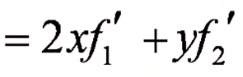 = 2xf₁′ + yf₂′